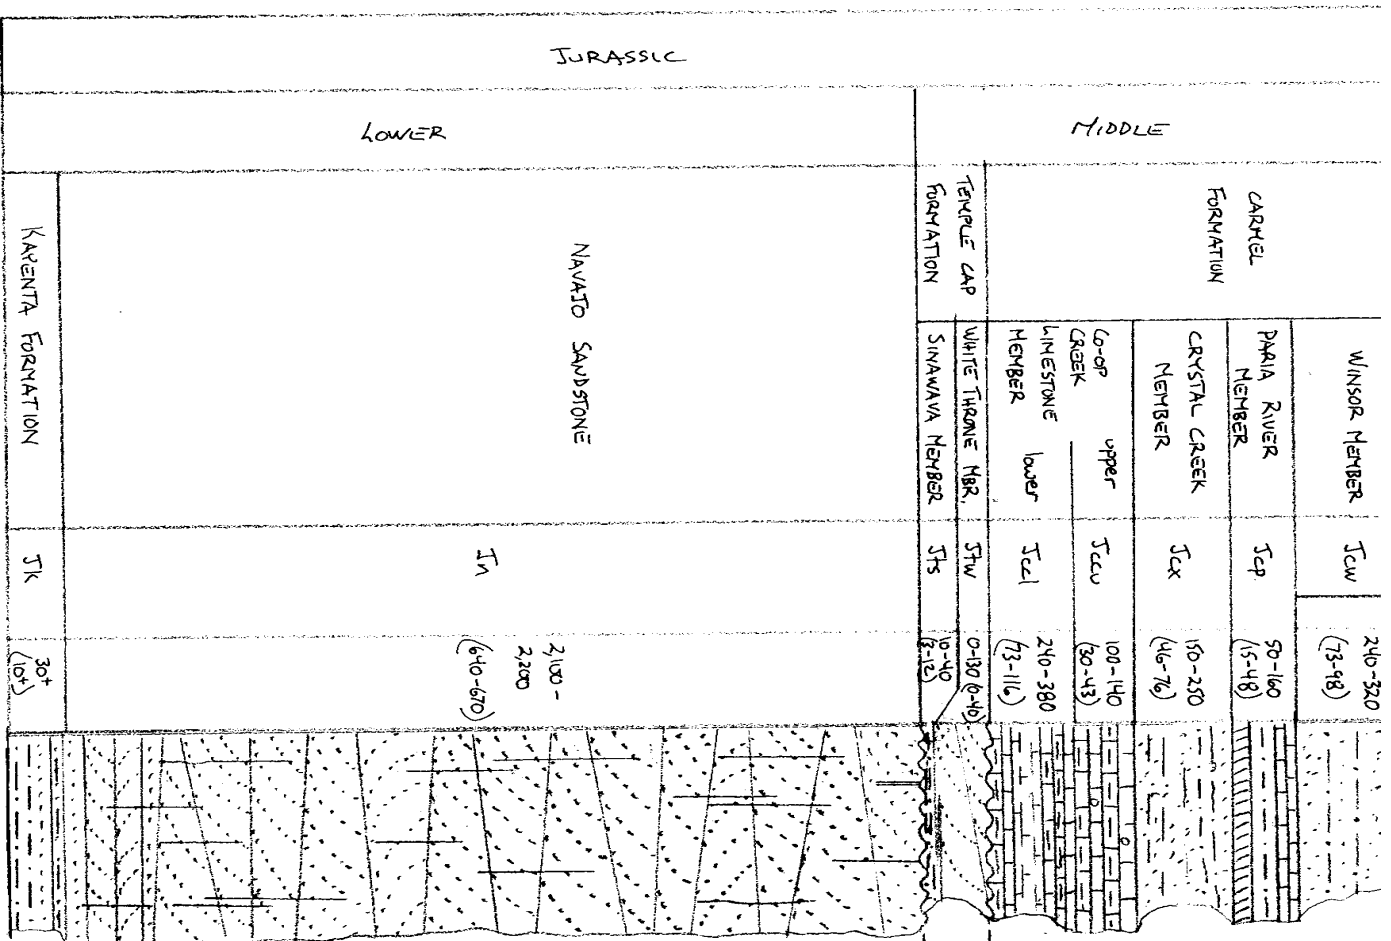 JURASSIC
LOWER
MIDDLE
KAYENTA FORMATION
NAVAJO SANDSTONE
TEMPLE CAP
FORMATION
CARMEL
FORMATION
SINAWAVA MEMBER
WHITE THRONE MBR.
CO-OP
CREEK
LIMESTONE
MEMBER
upper
lower
CRYSTAL CREEK
MEMBER
PARIA RIVER
MEMBER
WINSOR MEMBER
Jk
Jn
Jts
Jtw
Jccl
Jccu
Jcx
Jcp
Jcw
30+
(10+)
2,100-
2,200
(640-670)
10-40
(3-12)
0-130 (0-40)
240-380
(73-116)
100-140
(30-43)
150-250
(46-76)
50-160
(15-48)
240-320
(73-98)